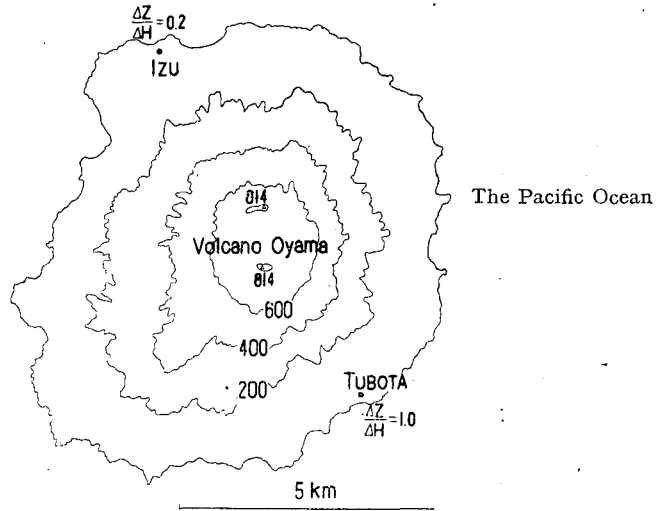 ΔZ
ΔH =0.2
IZU
The Pacific Ocean
814
Volcano Oyama
814
600
400
200
TUBOTA
ΔZ
ΔH =1.0
5 km